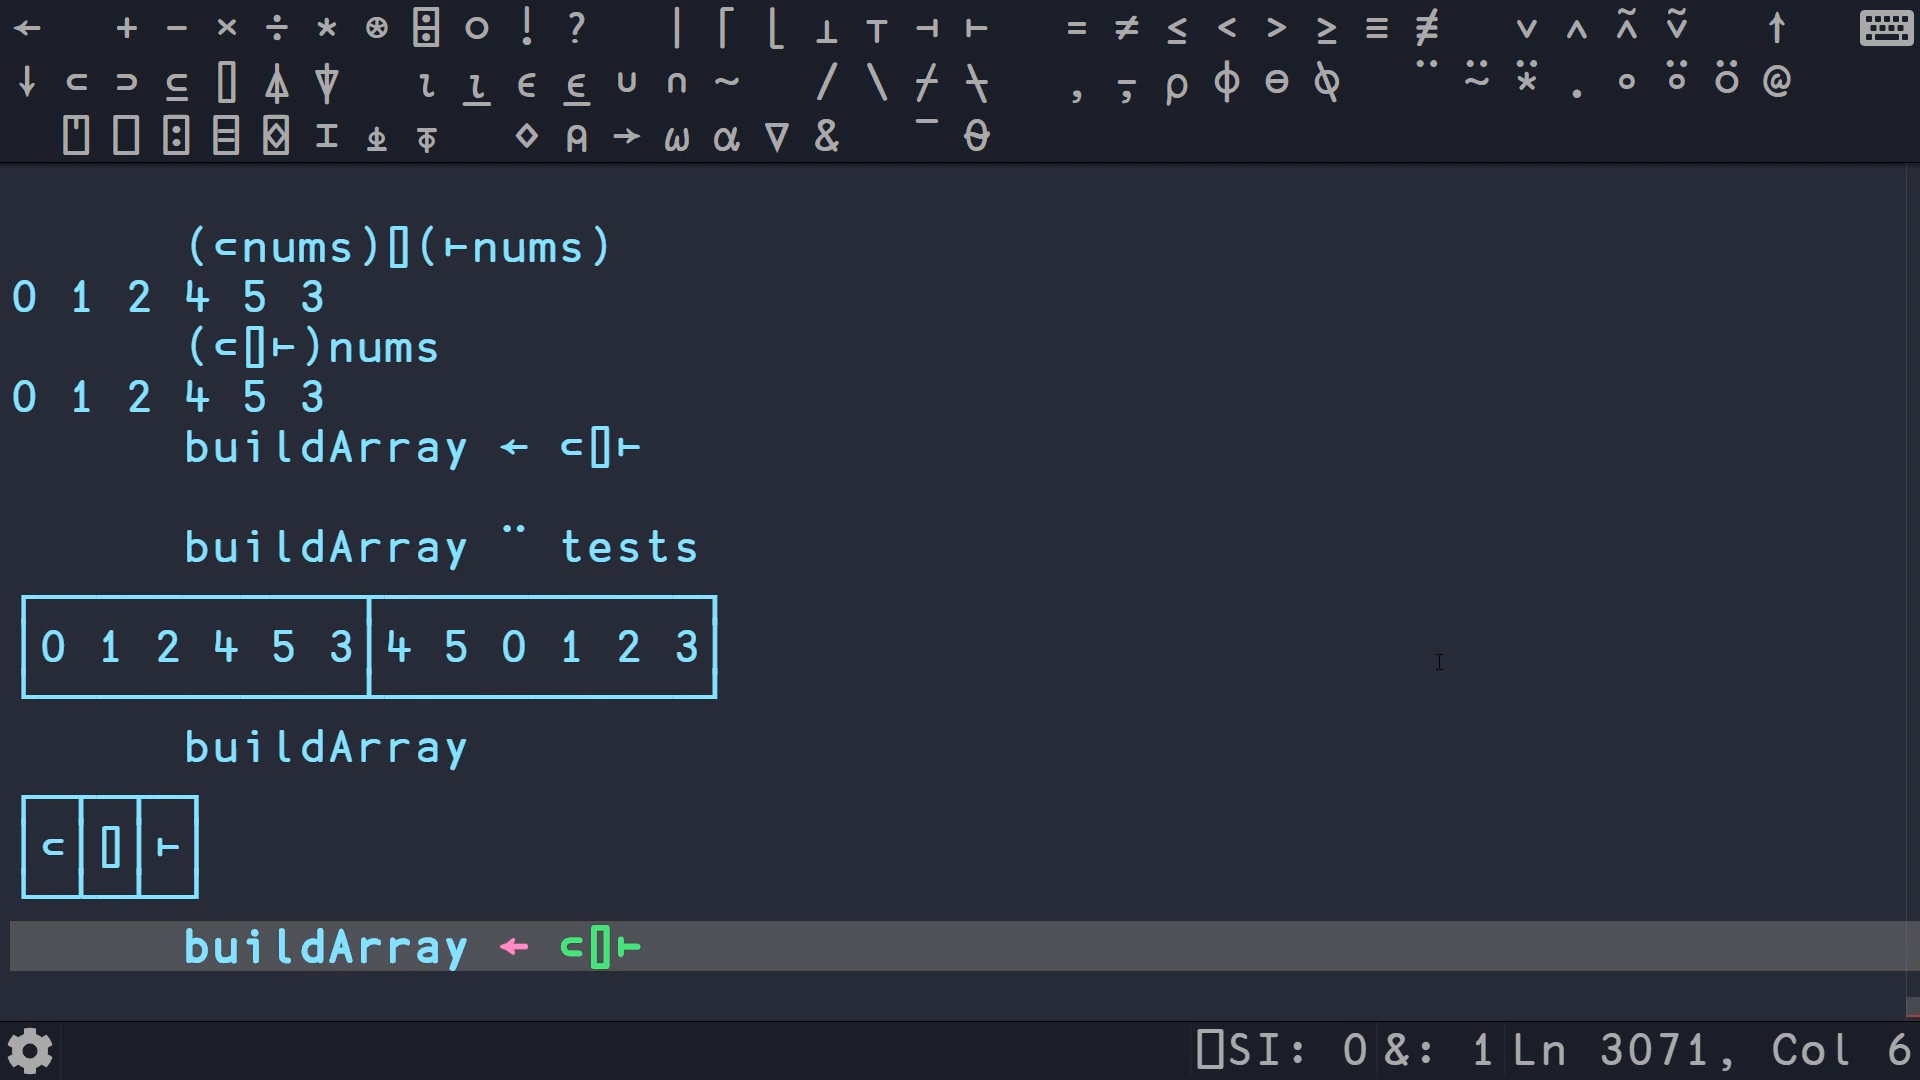 ← + − × ÷ * ⍟ ⌹ ○ ! ? | ⌈ ⌊ ⊥ ⊤ ⊣ ⊢ = ≠ ≤ < > ≥ ≡ ≢ ∨ ∧ ⍲ ⍱ ↑
↓ ⊂ ⊃ ⊆ ⌷ ⍋ ⍒ ⍳ ⍸ ∊ ⍷ ∪ ∩ ~ / \ ⌿ ⍀ , ⍪ ⍴ ⌽ ⊖ ⍉ ¨ ⍨ ⍣ . ∘ ⍤ ⍥ @
⍞ ⎕ ⍠ ⌸ ⌺ ⌶ ⍎ ⍕ ⋄ ⍝ → ⍵ ⍺ ∇ & ¯ ⍬
(⊂nums)⌷(⊢nums)
0 1 2 4 5 3
(⊂⌷⊢)nums
0 1 2 4 5 3
buildArray ← ⊂⌷⊢
buildArray ¨ tests
0 1 2 4 5 3 4 5 0 1 2 3
buildArray
⊂ ⌷ ⊢
buildArray ← ⊂⌷⊢
⎕SI: 0 &: 1 Ln 3071, Col 6